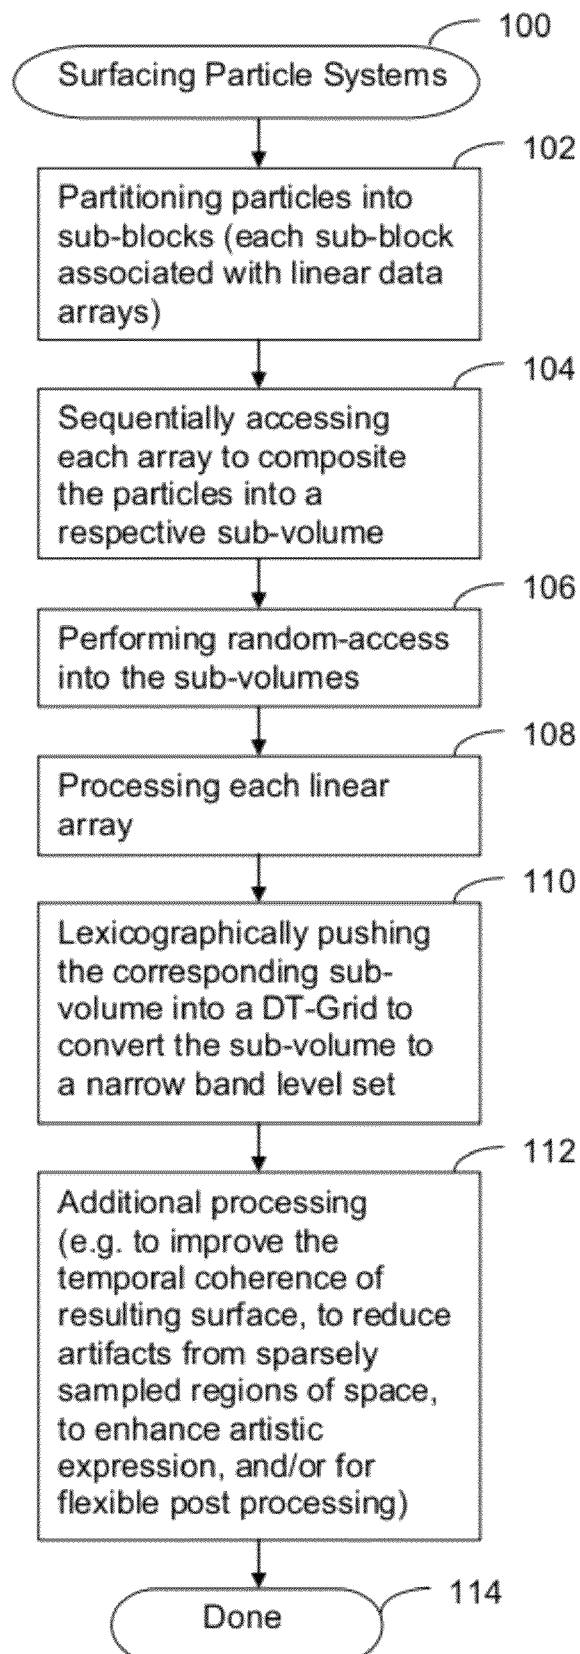 100
Surfacing Particle Systems
102
Partitioning particles into
sub-blocks (each sub-block
associated with linear data
arrays)
104
Sequentially accessing
each array to composite
the particles into a
respective sub-volume
106
Performing random-access
into the sub-volumes
108
Processing each linear
array
110
Lexicographically pushing
the corresponding sub-
volume into a DT-Grid to
convert the sub-volume to
a narrow band level set
112
Additional processing
(e.g. to improve the
temporal coherence of
resulting surface, to reduce
artifacts from sparsely
sampled regions of space,
to enhance artistic
expression, and/or for
flexible post processing)
114
Done